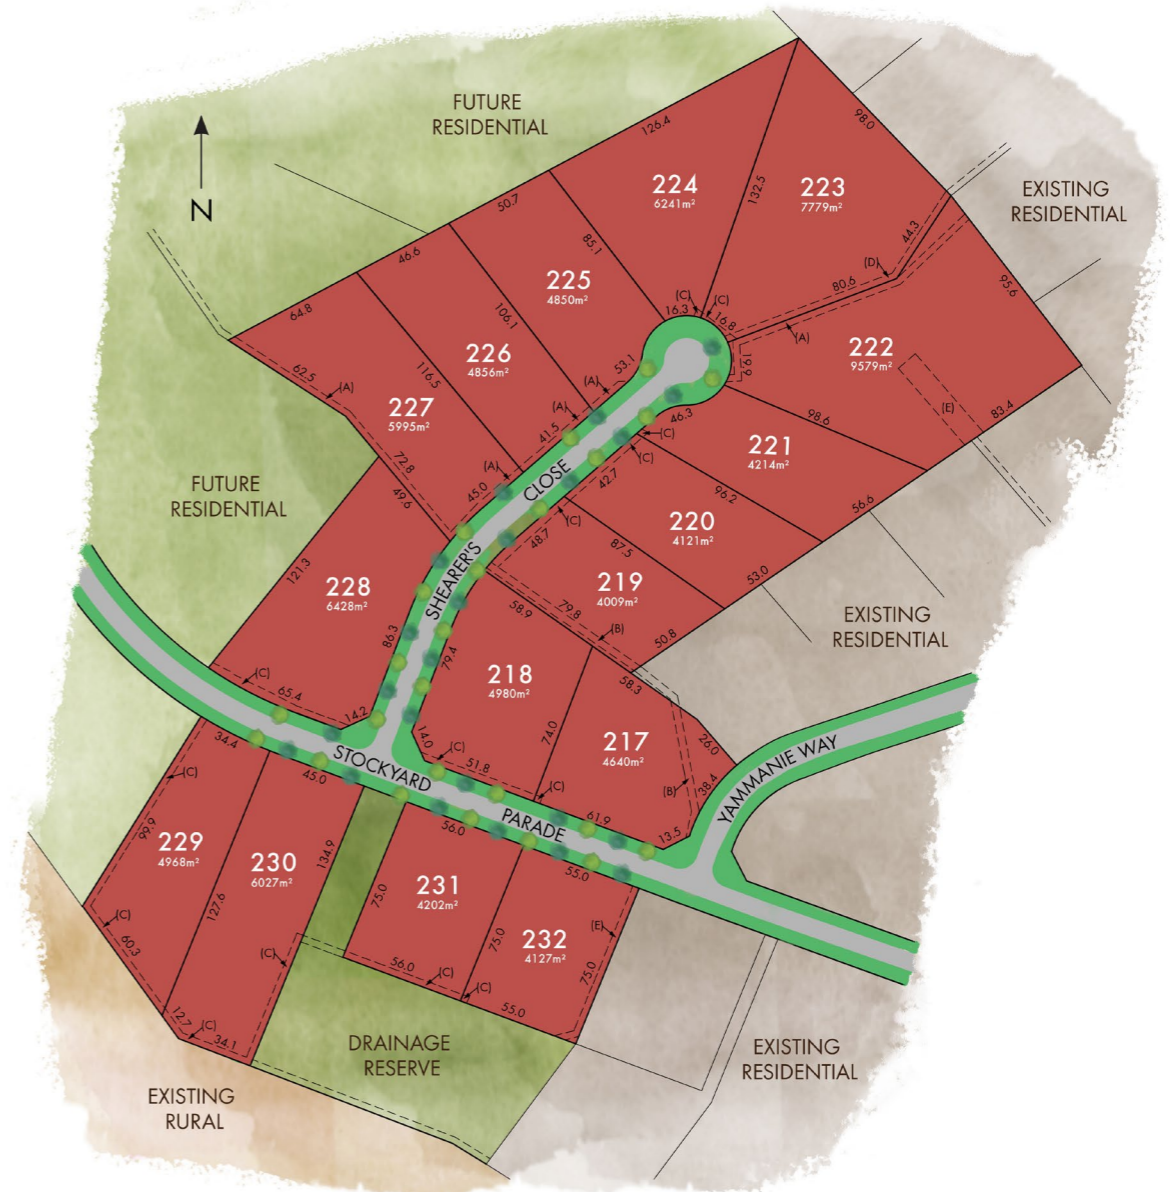 FUTURE
RESIDENTIAL
N
EXISTING
RESIDENTIAL
126.4
98.0
224
6241m²
223
7779m²
132.5
50.7
85.1
44.3
(D)
80.6
95.6
46.6
225
4850m²
106.1
(C)
(C)
16.3
16.8
(A)
19.6
222
9579m²
(E)
83.4
64.8
226
4856m²
116.5
53.1
(A)
62.5
(A)
227
5995m²
(A)
41.5
46.3
98.6
(C)
(C)
221
4214m²
72.8
49.6
(A)
45.0
CLOSE
42.7
96.2
56.6
FUTURE
RESIDENTIAL
(C)
220
4121m²
48.7
87.5
53.0
121.3
228
6428m²
SHEARER'S
219
4009m²
79.8
(B)
50.8
58.9
EXISTING
RESIDENTIAL
86.3
79.4
218
4980m²
58.3
(C)
65.4
14.2
14.0
74.0
217
4640m²
26.0
34.4
(C)
STOCKYARD
(C)
51.8
(C)
(B)
38.4
YAMMANIE WAY
45.0
61.9
13.5
56.0
PARADE
55.0
99.9
229
4968m²
230
6027m²
134.9
127.6
75.0
231
4202m²
75.0
232
4127m²
(E)
75.0
(C)
60.3
(C)
56.0
(C)
(C)
55.0
12.7
(C)
34.1
DRAINAGE
RESERVE
EXISTING
RESIDENTIAL
EXISTING
RURAL